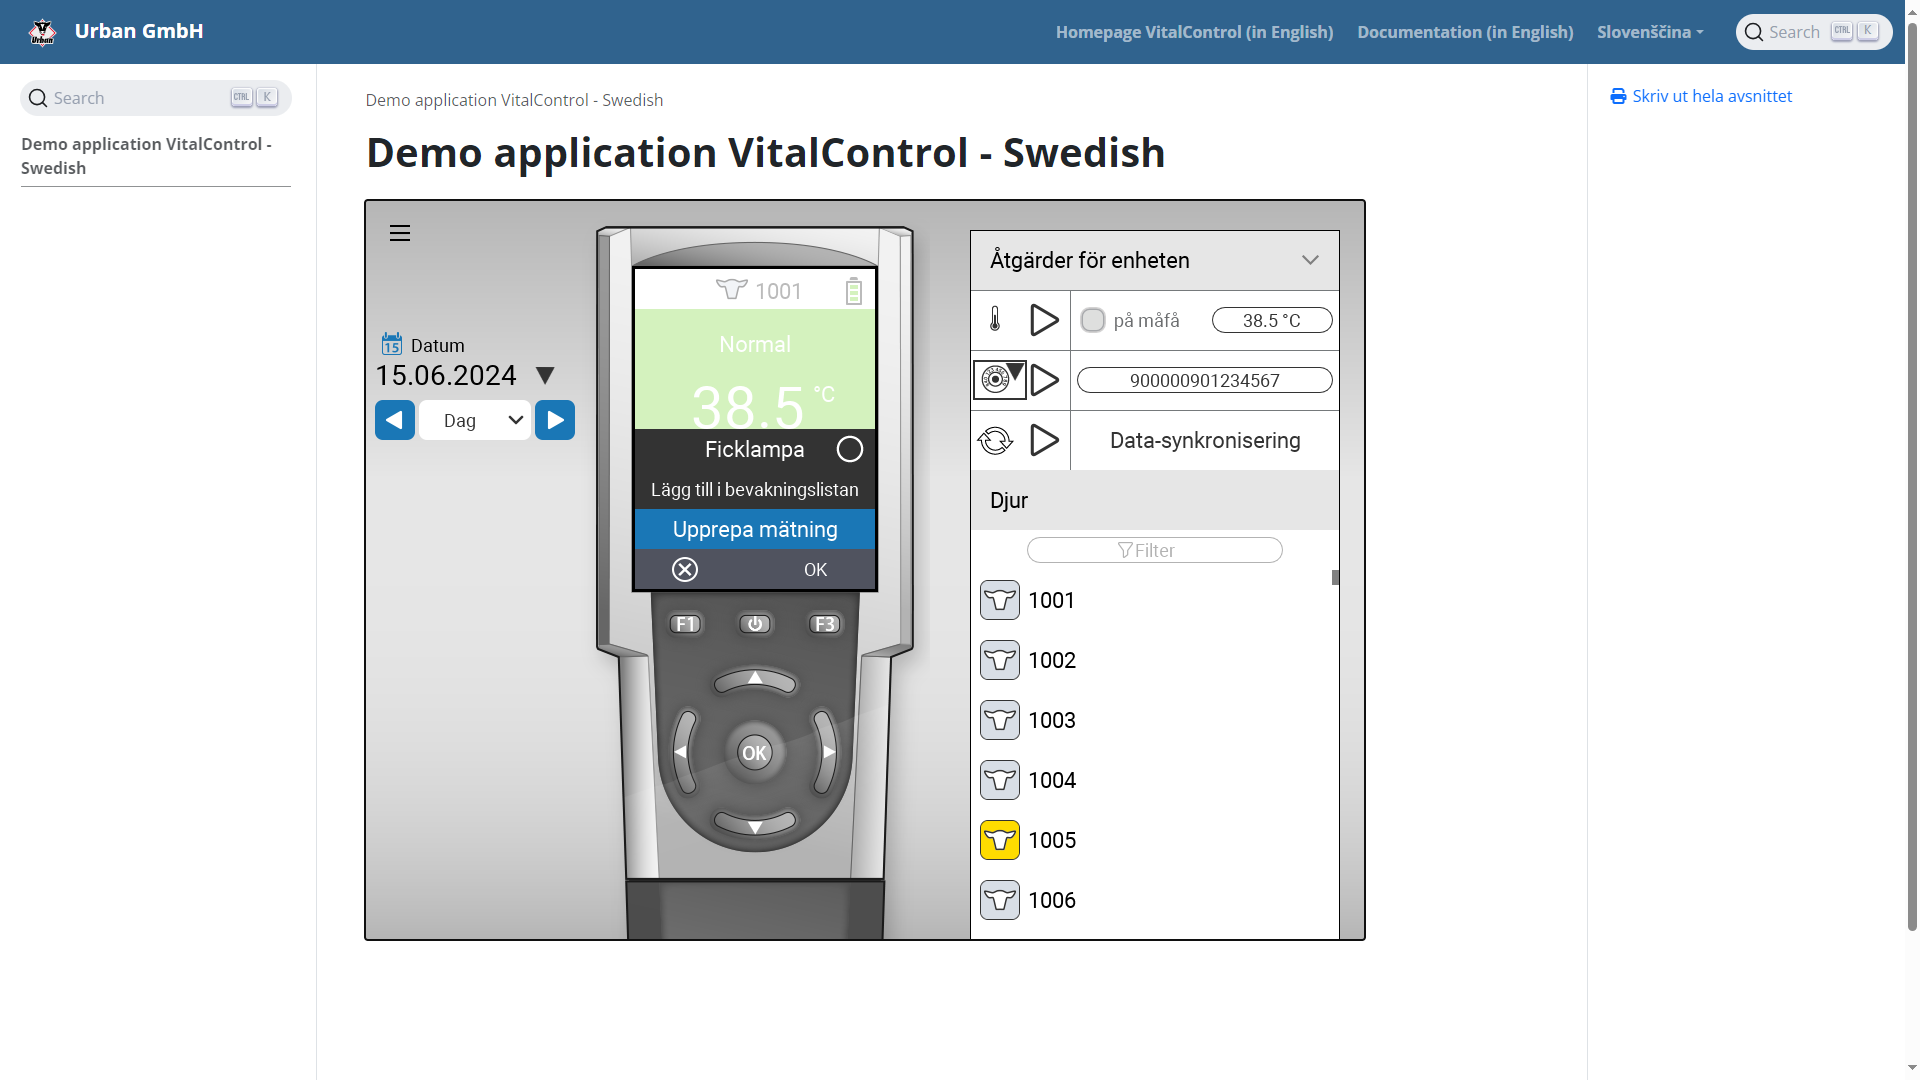 Urban GmbH
Homepage VitalControl (in English)
Documentation (in English)
Slovenščina
Search CTRL K
Search CTRL K
Demo application VitalControl -
Swedish
Demo application VitalControl - Swedish
Demo application VitalControl - Swedish
Skriv ut hela avsnittet
15 Datum
15.06.2024
Dag
1001
Normal
38.5 °C
Ficklampa
Lägg till i bevakningslistan
Upprepa mätning
OK
F1
F3
OK
Åtgärder för enheten
på måfå
38.5 °C
900000901234567
Data-synkronisering
Djur
Filter
1001
1002
1003
1004
1005
1006